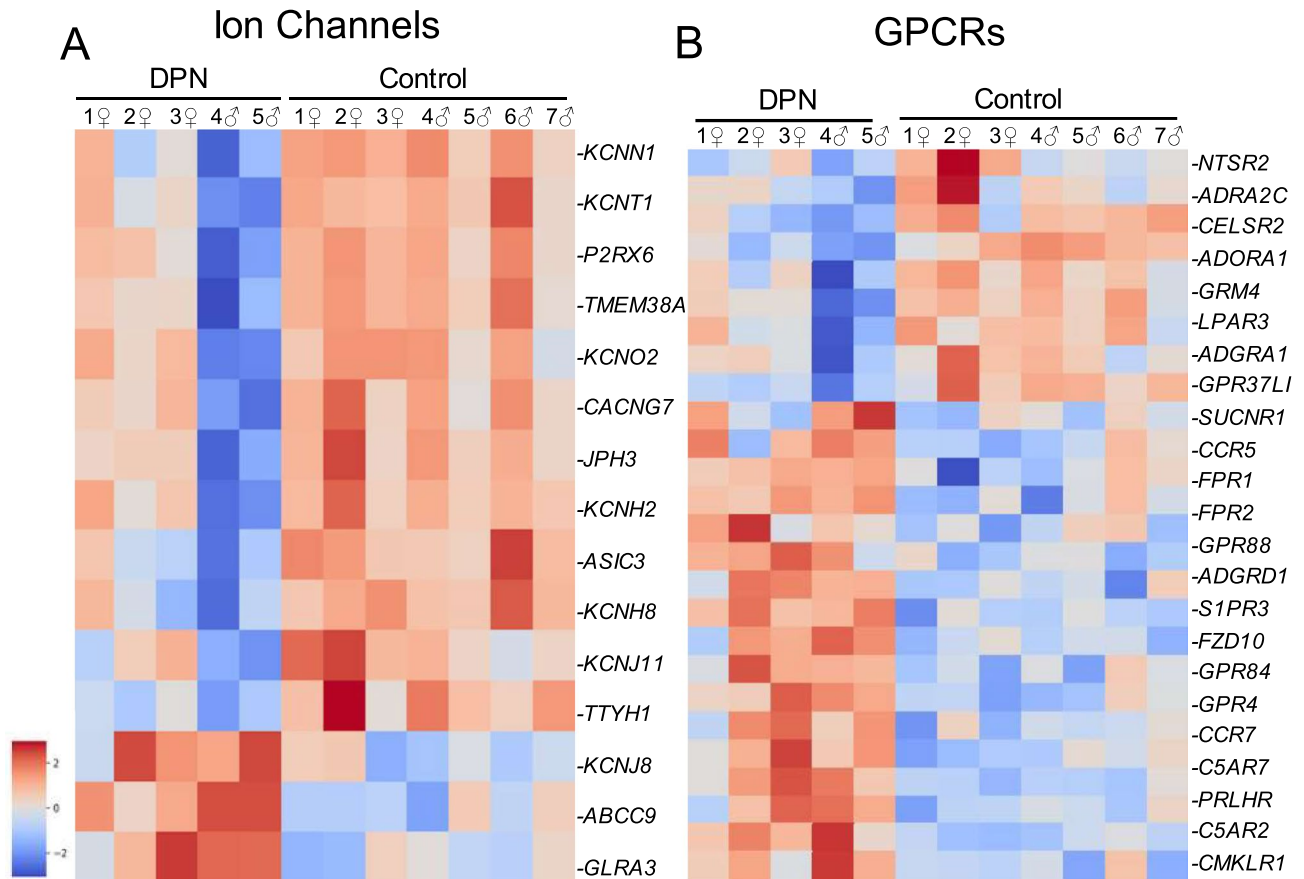 A
Ion Channels
DPN
Control
1♀ 2♀ 3♀ 4♂ 5♂ 1♀ 2♀ 3♀ 4♂ 5♂ 6♂ 7♂
-KCNN1
-KCNT1
-P2RX6
-TMEM38A
-KCNO2
-CACNG7
-JPH3
-KCNH2
-ASIC3
-KCNH8
-KCNJ11
-TTYH1
-KCNJ8
-ABCC9
-GLRA3
2
0
−2
B
GPCRs
DPN
Control
1♀ 2♀ 3♀ 4♂ 5♂ 1♀ 2♀ 3♀ 4♂ 5♂ 6♂ 7♂
-NTSR2
-ADRA2C
-CELSR2
-ADORA1
-GRM4
-LPAR3
-ADGRA1
-GPR37LI
-SUCNR1
-CCR5
-FPR1
-FPR2
-GPR88
-ADGRD1
-S1PR3
-FZD10
-GPR84
-GPR4
-CCR7
-C5AR7
-PRLHR
-C5AR2
-CMKLR1